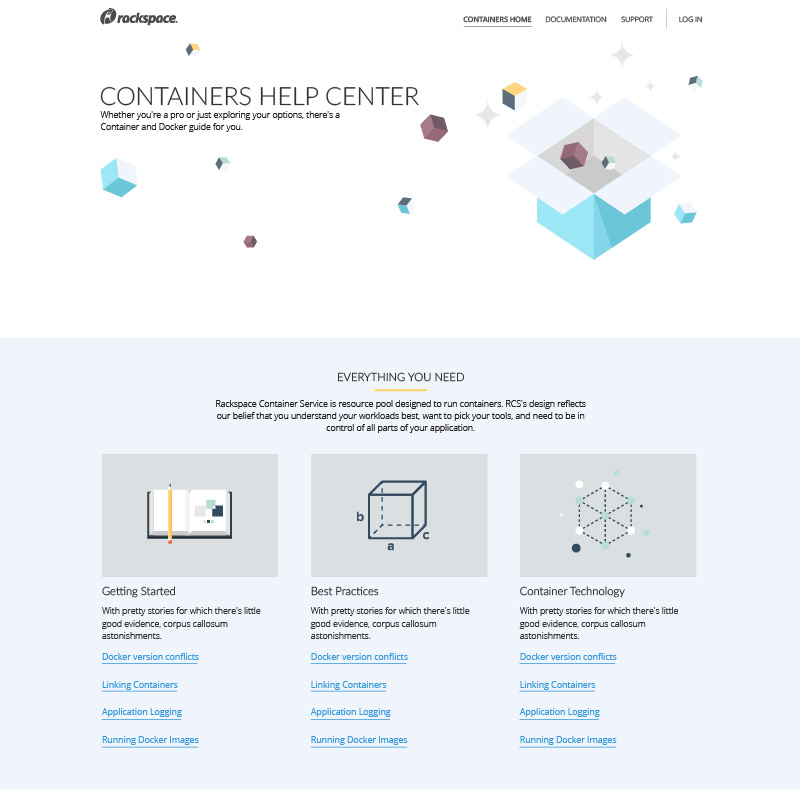 rackspace.
CONTAINERS HOME DOCUMENTATION SUPPORT LOG IN
CONTAINERS HELP CENTER
Whether you're a pro or just exploring your options, there's a
Container and Docker guide for you.
EVERYTHING YOU NEED
Rackspace Container Service is resource pool designed to run containers. RCS's design reflects
our belief that you understand your workloads best, want to pick your tools, and need to be in
control of all parts of your application.
b
a
c
Getting Started
With pretty stories for which there's little
good evidence, corpus callosum
astonishments.
Docker version conflicts
Linking Containers
Application Logging
Running Docker Images
Best Practices
With pretty stories for which there's little
good evidence, corpus callosum
astonishments.
Docker version conflicts
Linking Containers
Application Logging
Running Docker Images
Container Technology
With pretty stories for which there's little
good evidence, corpus callosum
astonishments.
Docker version conflicts
Linking Containers
Application Logging
Running Docker Images